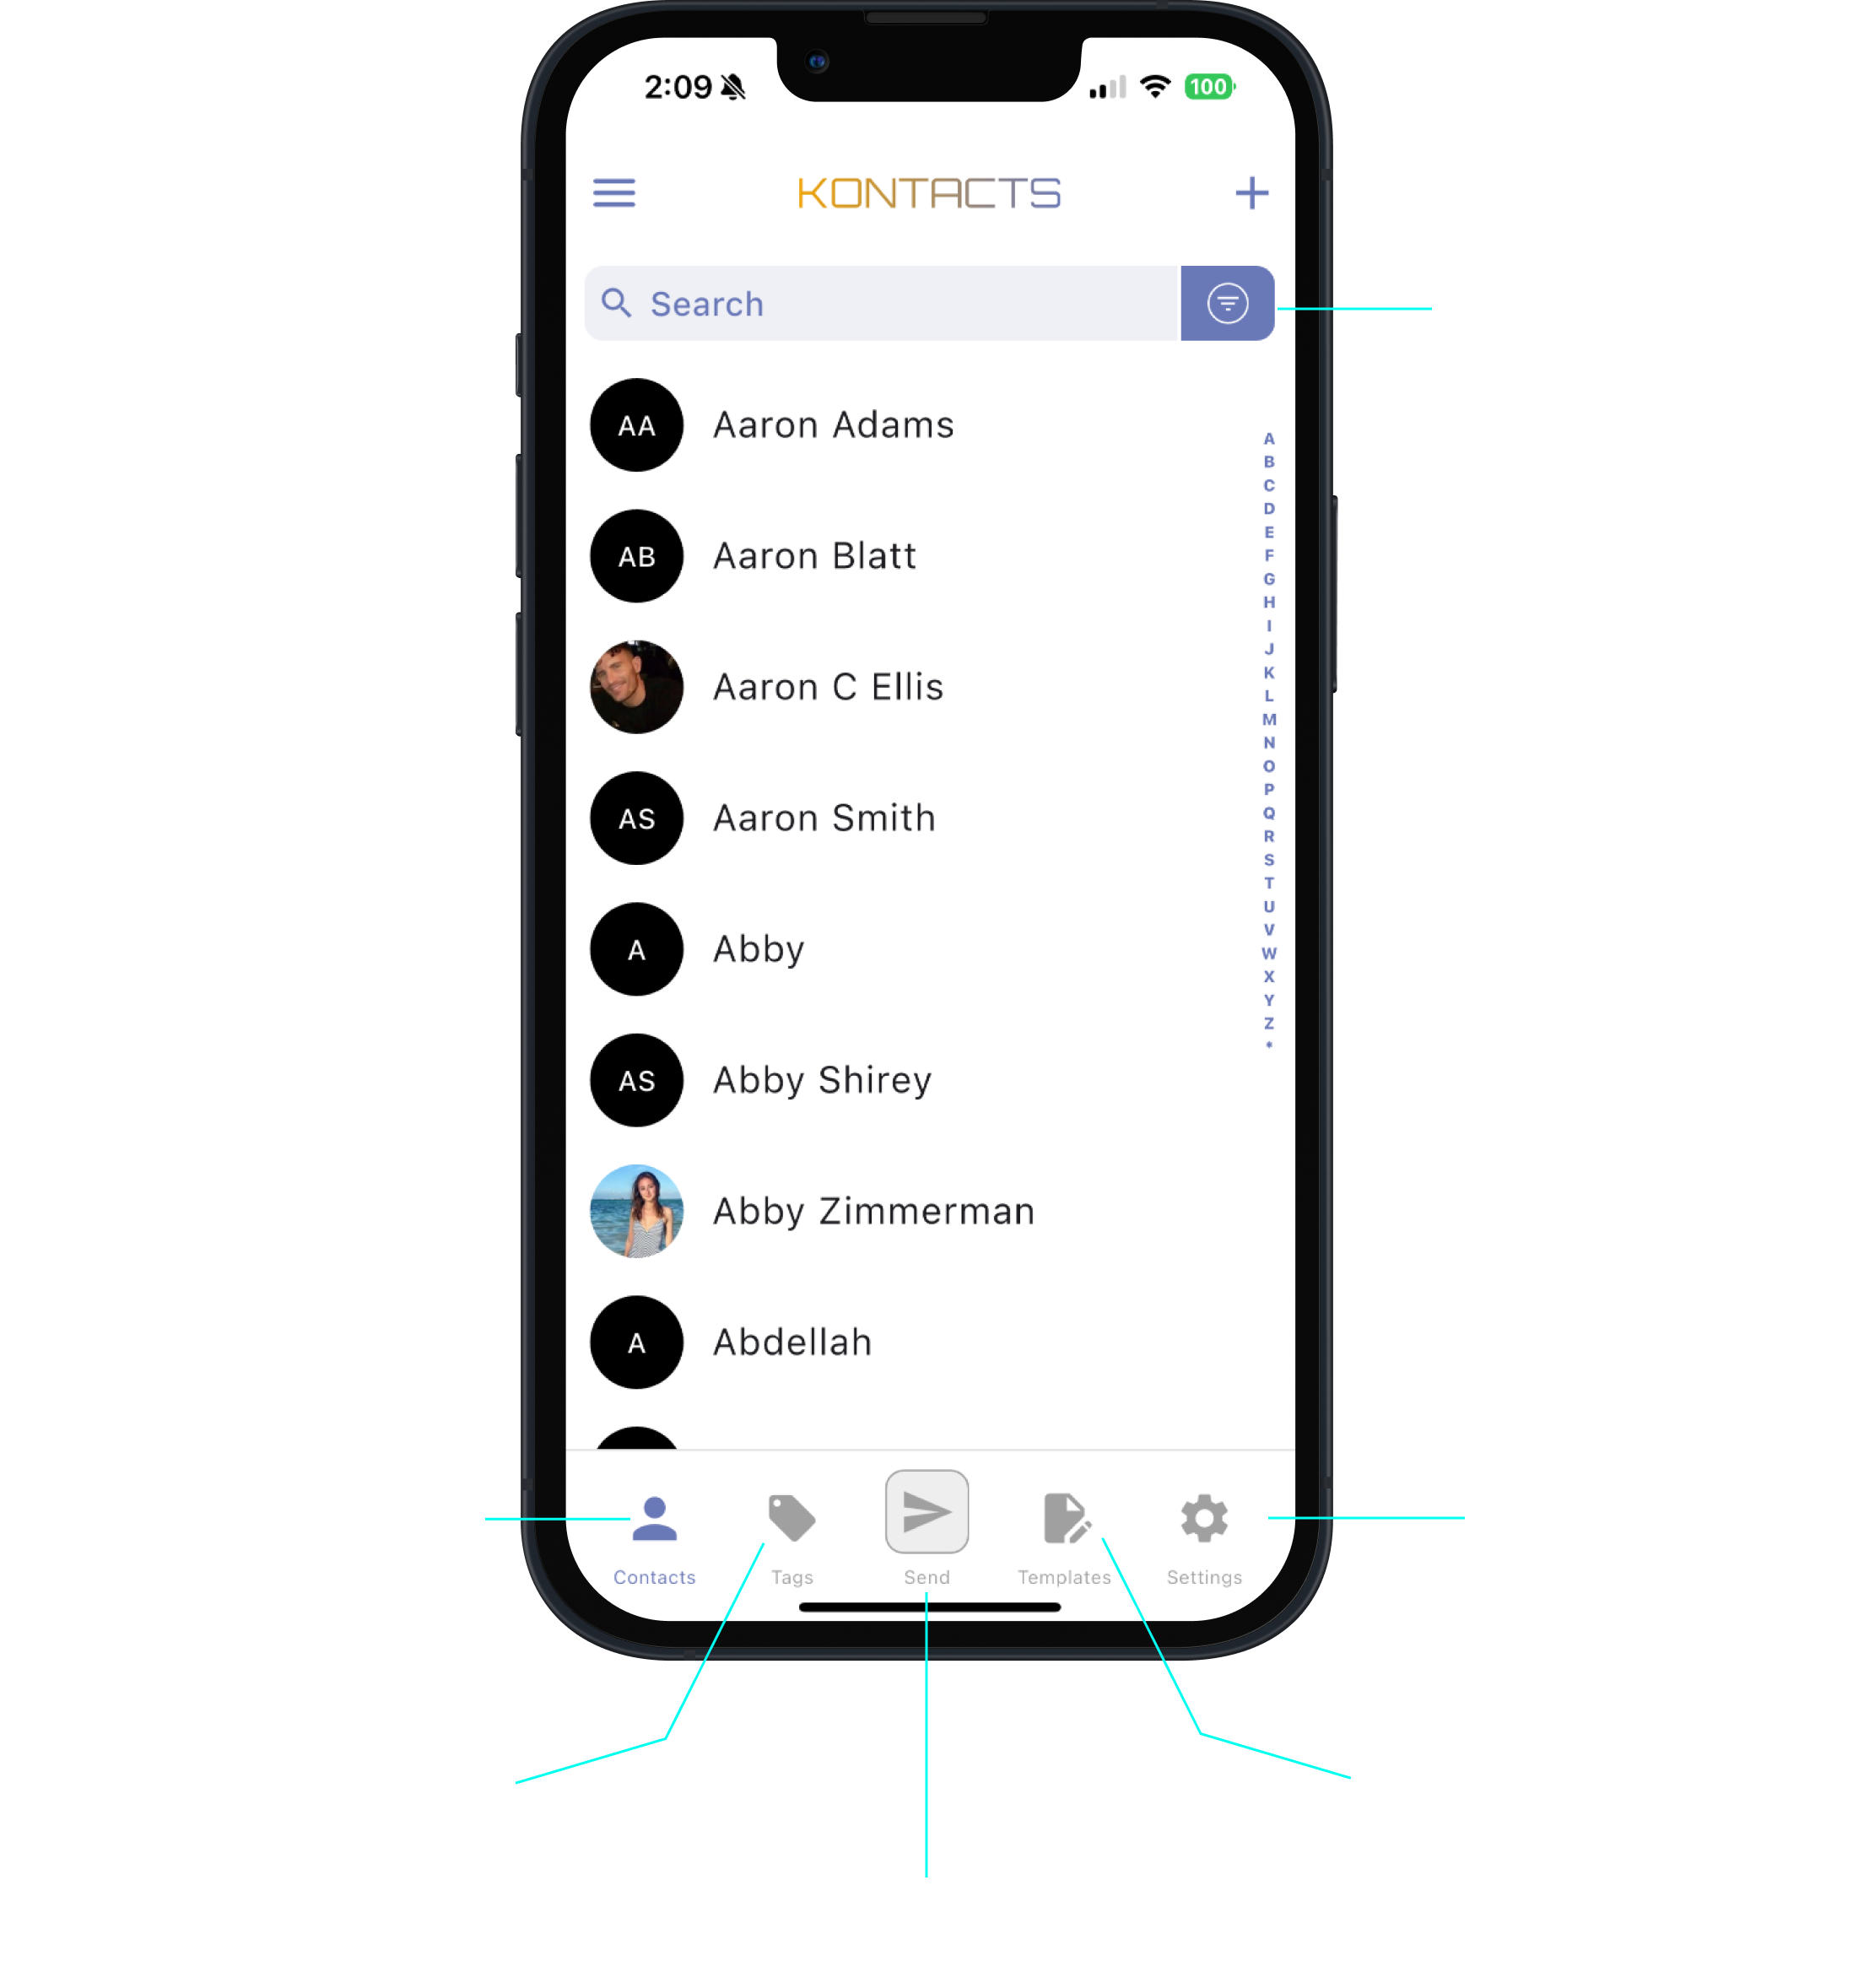 2:09 100
KONTACTS
Search
AA Aaron Adams
A
B
AB Aaron Blatt
C
D
E
F
G
H
I
Aaron C Ellis
J
K
L
M
N
AS Aaron Smith
O
P
Q
R
S
T
A Abby
U
V
W
X
Y
Z
*
AS Abby Shirey
Abby Zimmerman
A Abdellah
Contacts Tags Send Templates Settings